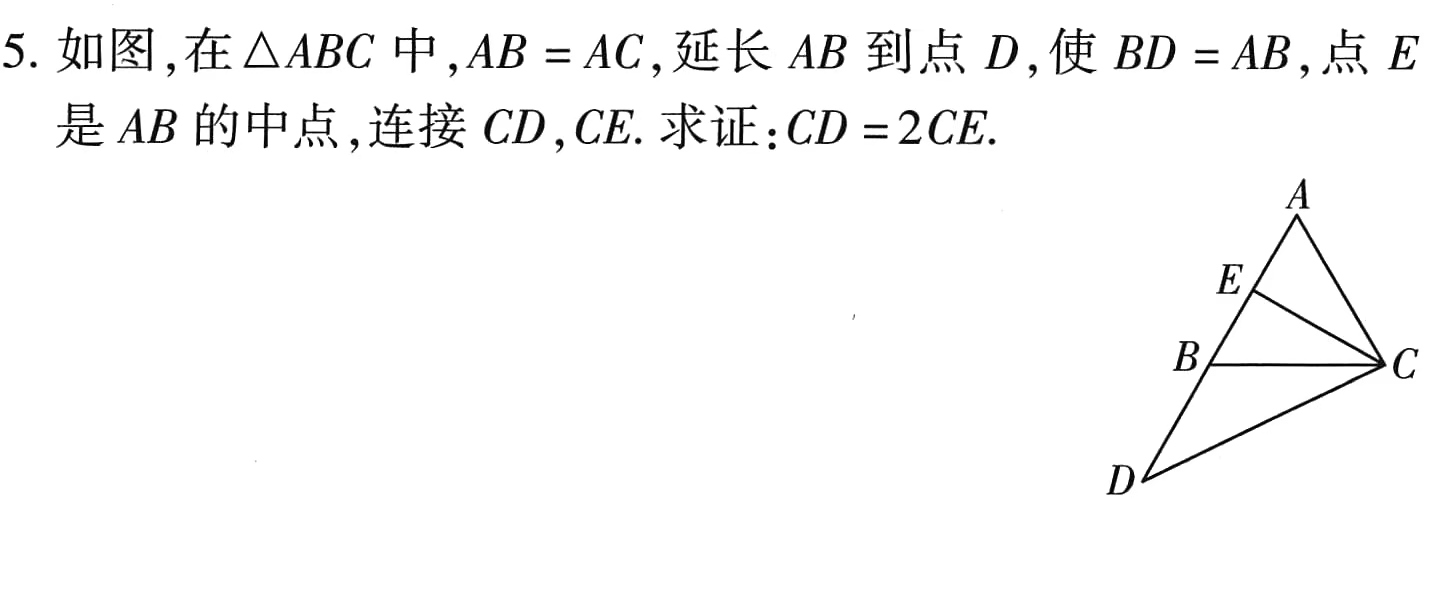 5. 如图,在△ABC 中,AB = AC,延长 AB 到点 D,使 BD = AB,点 E
是 AB 的中点,连接 CD,CE. 求证:CD = 2CE.
A
E
B
C
D